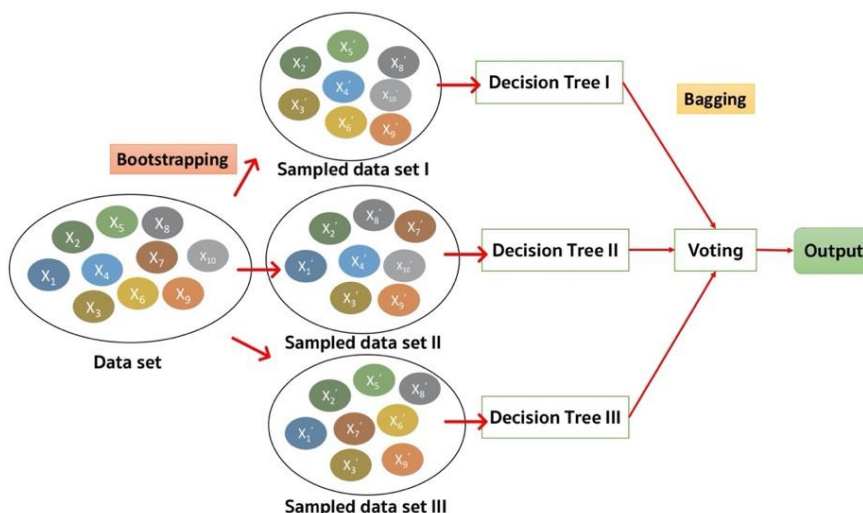 X₂′
X₅′
X₈′
X₄′
X₁₀′
X₃′
X₆′
X₉′
Sampled data set I
Decision Tree I
Bagging
Bootstrapping
X₂
X₅
X₈
X₁
X₄
X₇
X₁₀
X₃
X₆
X₉
Data set
X₂′
X₈′
X₇′
X₁′
X₄′
X₁₀′
X₃′
X₉′
Sampled data set II
Decision Tree II
Voting
Output
X₂′
X₅′
X₈′
X₁′
X₇′
X₆′
X₃′
X₉′
Sampled data set III
Decision Tree III